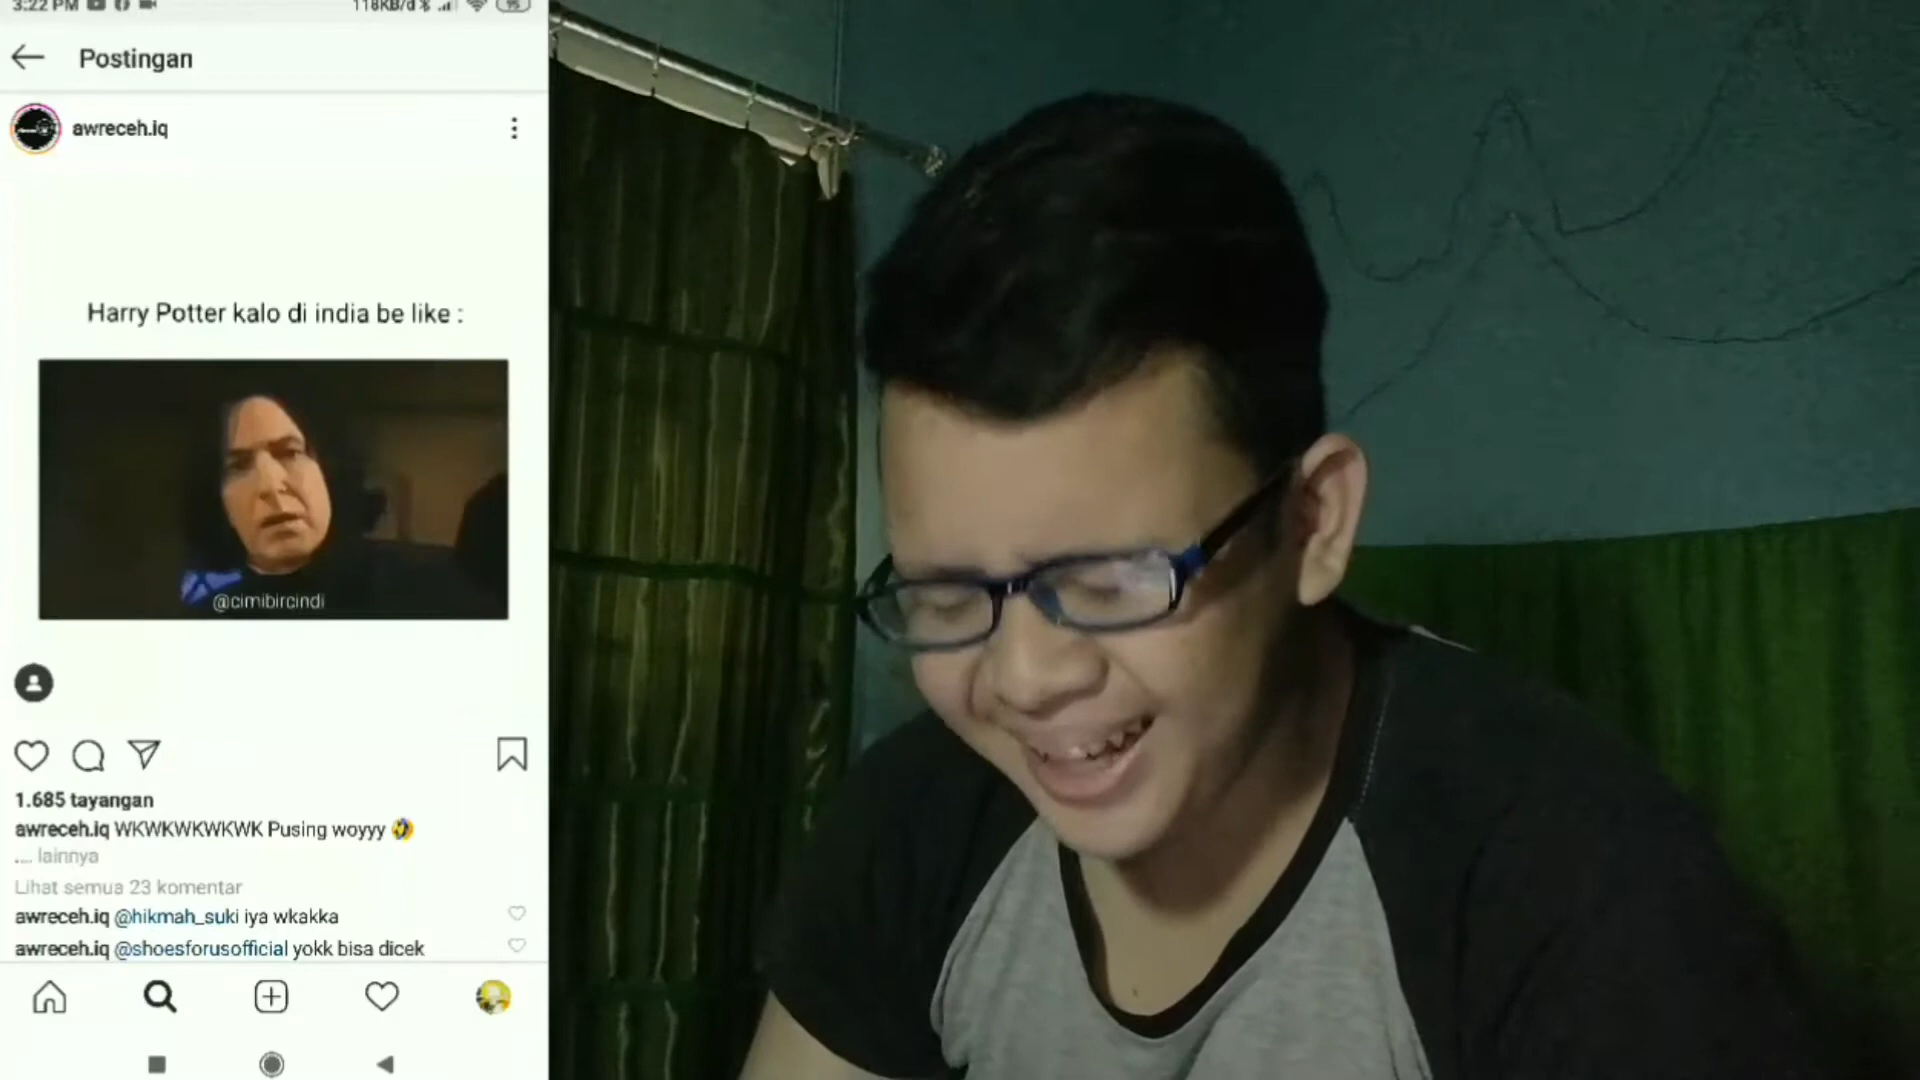 3:22 PM
118KB/d
95
Postingan
awreceh.iq
Harry Potter kalo di india be like :
@cimibircindi
1.685 tayangan
awreceh.iq WKWKWKWKWK Pusing woyyy 🤣
.... lainnya
Lihat semua 23 komentar
awreceh.iq @hikmah_suki iya wkakka
awreceh.iq @shoesforusofficial yokk bisa dicek